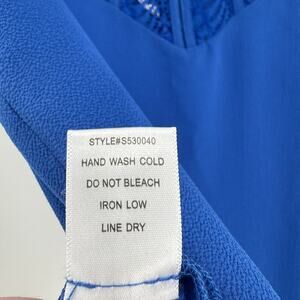 STYLE#S530040
HAND WASH COLD
DO NOT BLEACH
IRON LOW
LINE DRY